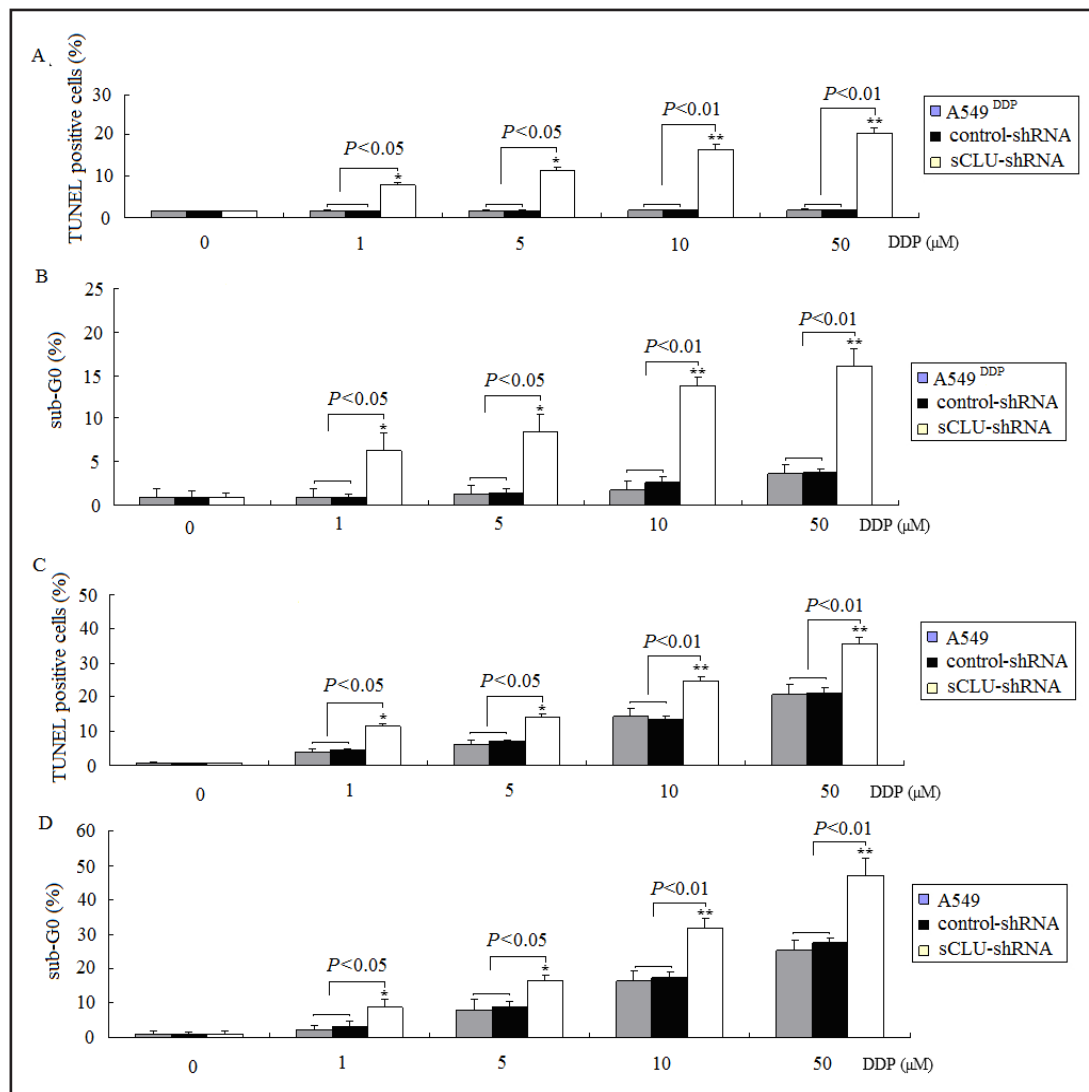 A .
TUNEL positive cells (%)
30
20
10
0
P<0.05
P<0.05
P<0.01
P<0.01
*
*
**
**
0 1 5 10 50 DDP (μM)
A549 DDP
control-shRNA
sCLU-shRNA
B
sub-G0 (%)
25
20
15
10
5
0
P<0.05
P<0.05
P<0.01
P<0.01
*
*
**
**
0 1 5 10 50 DDP (μM)
A549 DDP
control-shRNA
sCLU-shRNA
C
TUNEL positive cells (%)
50
40
30
20
10
0
P<0.05
P<0.05
P<0.01
P<0.01
*
*
**
**
0 1 5 10 50 DDP (μM)
A549
control-shRNA
sCLU-shRNA
D
sub-G0 (%)
60
50
40
30
20
10
0
P<0.05
P<0.05
P<0.01
P<0.01
*
*
**
**
0 1 5 10 50 DDP (μM)
A549
control-shRNA
sCLU-shRNA